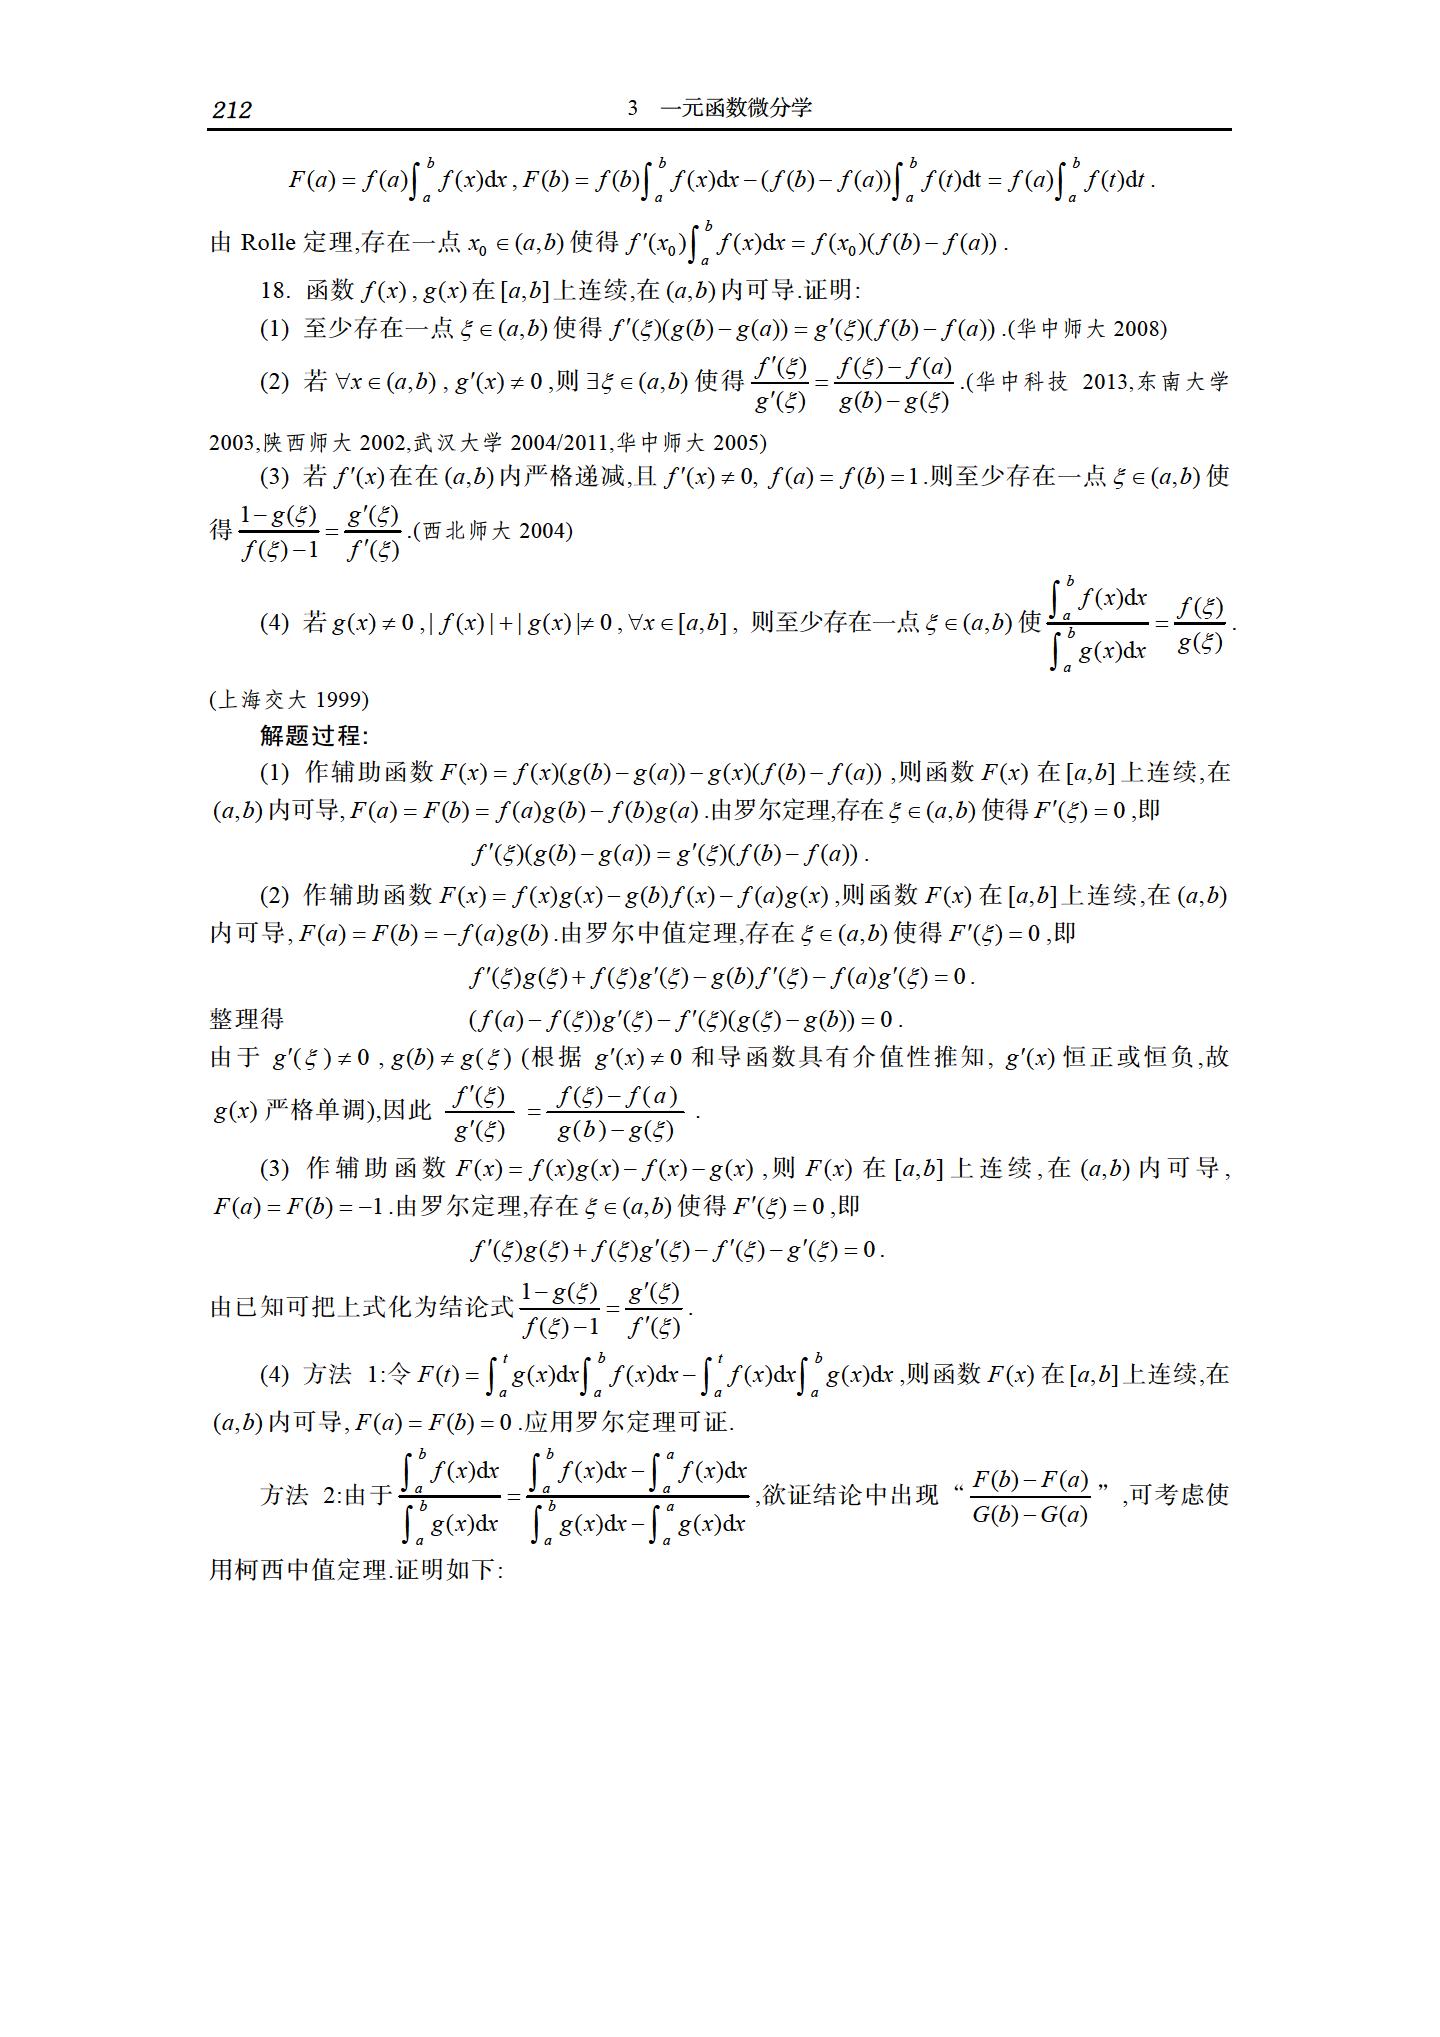 212 3 一元函数微分学
$F(a)=f(a)\int_a^b f(x)\mathrm{d}x, F(b)=f(b)\int_a^b f(x)\mathrm{d}x-(f(b)-f(a))\int_a^b f(t)\mathrm{d}t=f(a)\int_a^b f(t)\mathrm{d}t.$
由 Rolle 定理,存在一点 $x_0\in(a,b)$ 使得 $f'(x_0)\int_a^b f(x)\mathrm{d}x=f(x_0)(f(b)-f(a))$.
18. 函数 $f(x),g(x)$ 在 $[a,b]$ 上连续,在 $(a,b)$ 内可导.证明:
(1) 至少存在一点 $\xi\in(a,b)$ 使得 $f'(\xi)(g(b)-g(a))=g'(\xi)(f(b)-f(a))$.(华中师大 2008)
(2) 若 $\forall x\in(a,b)$, $g'(x)\neq 0$,则 $\exists\xi\in(a,b)$ 使得 $\frac{f'(\xi)}{g'(\xi)}=\frac{f(\xi)-f(a)}{g(b)-g(\xi)}$.(华中科技 2013,东南大学
2003,陕西师大 2002,武汉大学 2004/2011,华中师大 2005)
(3) 若 $f'(x)$ 在在 $(a,b)$ 内严格递减,且 $f'(x)\neq 0, f(a)=f(b)=1$.则至少存在一点 $\xi\in(a,b)$ 使
得 $\frac{1-g(\xi)}{f(\xi)-1}=\frac{g'(\xi)}{f'(\xi)}$.(西北师大 2004)
(4) 若 $g(x)\neq 0,|f(x)|+|g(x)|\neq 0,\forall x\in[a,b]$, 则至少存在一点 $\xi\in(a,b)$ 使 $\frac{\int_a^b f(x)\mathrm{d}x}{\int_a^b g(x)\mathrm{d}x}=\frac{f(\xi)}{g(\xi)}$.
(上海交大 1999)
解题过程:
(1) 作辅助函数 $F(x)=f(x)(g(b)-g(a))-g(x)(f(b)-f(a))$,则函数 $F(x)$ 在 $[a,b]$ 上连续,在
$(a,b)$ 内可导, $F(a)=F(b)=f(a)g(b)-f(b)g(a)$.由罗尔定理,存在 $\xi\in(a,b)$ 使得 $F'(\xi)=0$,即
$f'(\xi)(g(b)-g(a))=g'(\xi)(f(b)-f(a)).$
(2) 作辅助函数 $F(x)=f(x)g(x)-g(b)f(x)-f(a)g(x)$,则函数 $F(x)$ 在 $[a,b]$ 上连续,在 $(a,b)$
内可导, $F(a)=F(b)=-f(a)g(b)$.由罗尔中值定理,存在 $\xi\in(a,b)$ 使得 $F'(\xi)=0$,即
$f'(\xi)g(\xi)+f(\xi)g'(\xi)-g(b)f'(\xi)-f(a)g'(\xi)=0.$
整理得 $(f(a)-f(\xi))g'(\xi)-f'(\xi)(g(\xi)-g(b))=0.$
由于 $g'(\xi)\neq 0$, $g(b)\neq g(\xi)$ (根据 $g'(x)\neq 0$ 和导函数具有介值性推知, $g'(x)$ 恒正或恒负,故
$g(x)$ 严格单调),因此 $\frac{f'(\xi)}{g'(\xi)}=\frac{f(\xi)-f(a)}{g(b)-g(\xi)}$.
(3) 作辅助函数 $F(x)=f(x)g(x)-f(x)-g(x)$,则 $F(x)$ 在 $[a,b]$ 上连续,在 $(a,b)$ 内可导,
$F(a)=F(b)=-1$.由罗尔定理,存在 $\xi\in(a,b)$ 使得 $F'(\xi)=0$,即
$f'(\xi)g(\xi)+f(\xi)g'(\xi)-f'(\xi)-g'(\xi)=0.$
由已知可把上式化为结论式 $\frac{1-g(\xi)}{f(\xi)-1}=\frac{g'(\xi)}{f'(\xi)}$.
(4) 方法 1:令 $F(t)=\int_a^t g(x)\mathrm{d}x\int_a^b f(x)\mathrm{d}x-\int_a^t f(x)\mathrm{d}x\int_a^b g(x)\mathrm{d}x$,则函数 $F(x)$ 在 $[a,b]$ 上连续,在
$(a,b)$ 内可导, $F(a)=F(b)=0$.应用罗尔定理可证.
方法 2:由于 $\frac{\int_a^b f(x)\mathrm{d}x}{\int_a^b g(x)\mathrm{d}x}=\frac{\int_a^b f(x)\mathrm{d}x-\int_a^a f(x)\mathrm{d}x}{\int_a^b g(x)\mathrm{d}x-\int_a^a g(x)\mathrm{d}x}$,欲证结论中出现“$\frac{F(b)-F(a)}{G(b)-G(a)}$”,可考虑使
用柯西中值定理.证明如下: